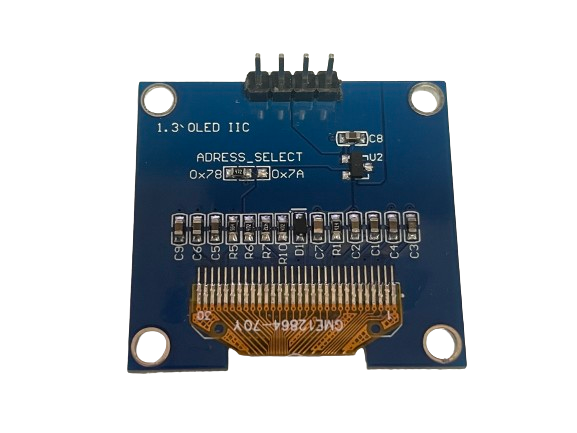 1.3`OLED IIC
C8
U2
ADRESS_SELECT
0x78 0x7A
C9 C6 C5 R5 R6 R7 R10 D1 C7 R1 C2 C1 C4 C3
30 1
GME12864-70Y